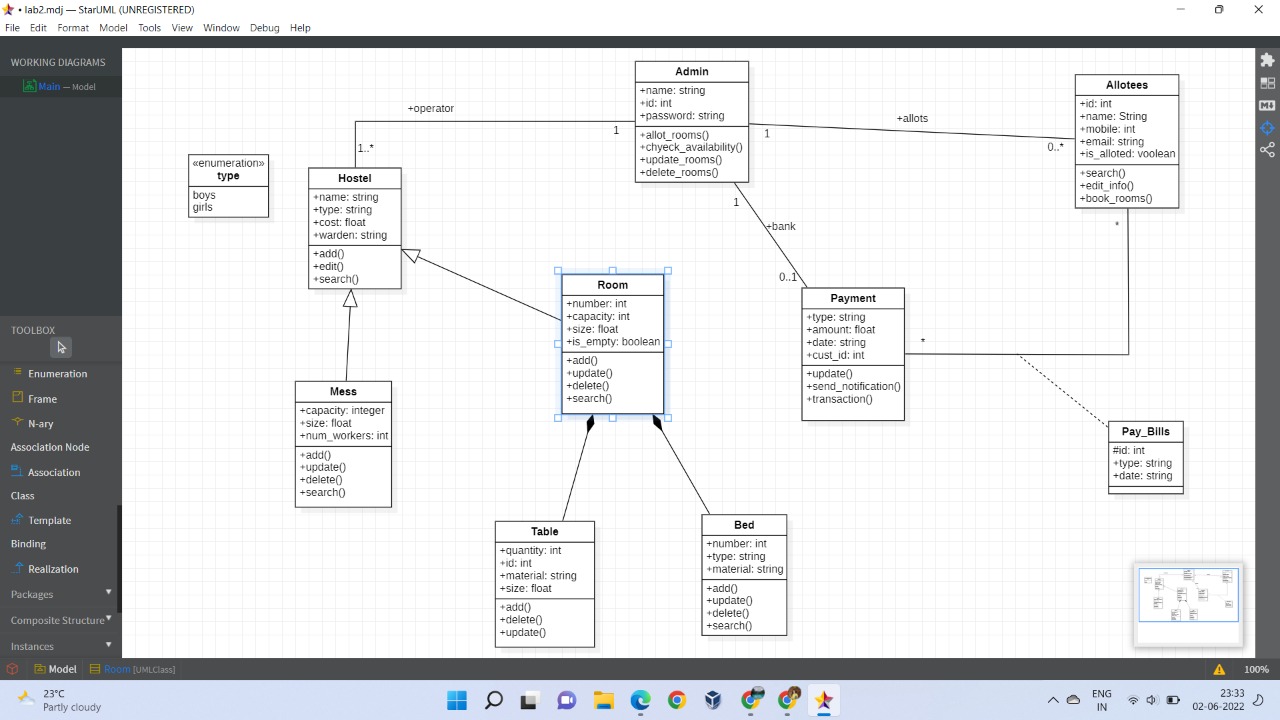 • lab2.mdj — StarUML (UNREGISTERED)
File Edit Format Model Tools View Window Debug Help
WORKING DIAGRAMS
Main — Model
TOOLBOX
Enumeration
Frame
N-ary
Association Node
Association
Class
Template
Binding
Realization
Packages
Composite Structure
Instances
«enumeration»
type
boys
girls
+operator
1
1..*
Hostel
+name: string
+type: string
+cost: float
+warden: string
+add()
+edit()
+search()
Admin
+name: string
+id: int
+password: string
+allot_rooms()
+chyeck_availability()
+update_rooms()
+delete_rooms()
1
+allots
0..*
Allotees
+id: int
+name: String
+mobile: int
+email: string
+is_alloted: voolean
+search()
+edit_info()
+book_rooms()
*
1
+bank
0..1
Room
+number: int
+capacity: int
+size: float
+is_empty: boolean
+add()
+update()
+delete()
+search()
Payment
+type: string
+amount: float
+date: string
+cust_id: int
+update()
+send_notification()
+transaction()
*
Mess
+capacity: integer
+size: float
+num_workers: int
+add()
+update()
+delete()
+search()
Pay_Bills
#id: int
+type: string
+date: string
Table
+quantity: int
+id: int
+material: string
+size: float
+add()
+delete()
+update()
Bed
+number: int
+type: string
+material: string
+add()
+update()
+delete()
+search()
Model Room [UMLClass] 100%
23°C
Partly cloudy
ENG
IN
23:33
02-06-2022